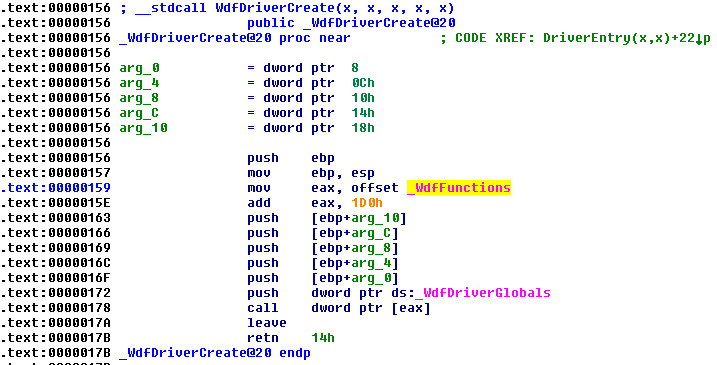 .text:00000156 ; __stdcall WdfDriverCreate(x, x, x, x, x)
.text:00000156 public _WdfDriverCreate@20
.text:00000156 _WdfDriverCreate@20 proc near ; CODE XREF: DriverEntry(x,x)+22↓p
.text:00000156
.text:00000156 arg_0 = dword ptr 8
.text:00000156 arg_4 = dword ptr 0Ch
.text:00000156 arg_8 = dword ptr 10h
.text:00000156 arg_C = dword ptr 14h
.text:00000156 arg_10 = dword ptr 18h
.text:00000156
.text:00000156 push ebp
.text:00000157 mov ebp, esp
.text:00000159 mov eax, offset _WdfFunctions
.text:0000015E add eax, 1D0h
.text:00000163 push [ebp+arg_10]
.text:00000166 push [ebp+arg_C]
.text:00000169 push [ebp+arg_8]
.text:0000016C push [ebp+arg_4]
.text:0000016F push [ebp+arg_0]
.text:00000172 push dword ptr ds:_WdfDriverGlobals
.text:00000178 call dword ptr [eax]
.text:0000017A leave
.text:0000017B retn 14h
.text:0000017B _WdfDriverCreate@20 endp